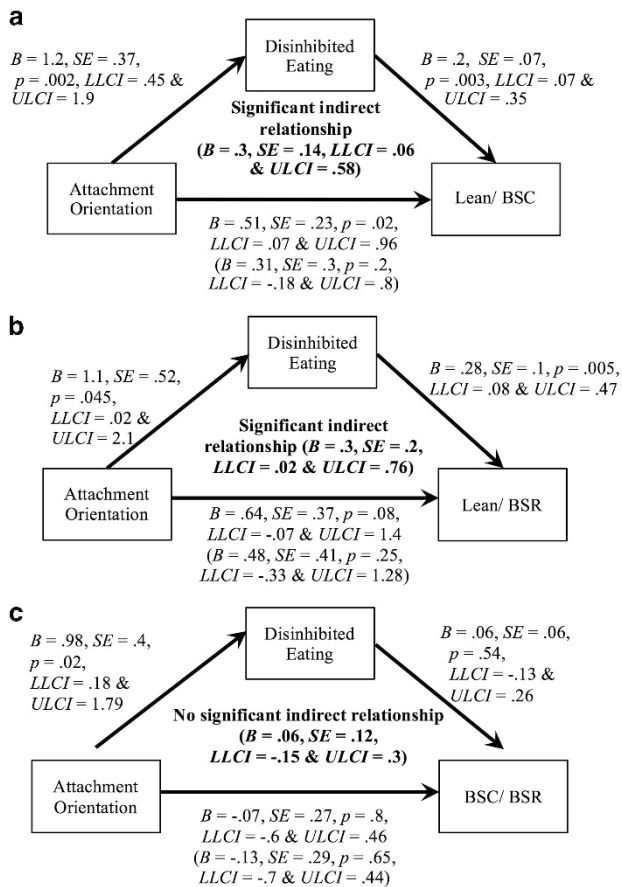 a
Disinhibited
Eating
B = 1.2, SE = .37,
p = .002, LLCI = .45 &
ULCI = 1.9
B = .2, SE = .07,
p = .003, LLCI = .07 &
ULCI = .35
Significant indirect
relationship
(B = .3, SE = .14, LLCI = .06
& ULCI = .58)
Attachment
Orientation
Lean/ BSC
B = .51, SE = .23, p = .02,
LLCI = .07 & ULCI = .96
(B = .31, SE = .3, p = .2,
LLCI = -.18 & ULCI = .8)
b
Disinhibited
Eating
B = 1.1, SE = .52,
p = .045,
LLCI = .02 &
ULCI = 2.1
B = .28, SE = .1, p = .005,
LLCI = .08 & ULCI = .47
Significant indirect
relationship (B = .3, SE = .2,
LLCI = .02 & ULCI = .76)
Attachment
Orientation
Lean/ BSR
B = .64, SE = .37, p = .08,
LLCI = -.07 & ULCI = 1.4
(B = .48, SE = .41, p = .25,
LLCI = -.33 & ULCI = 1.28)
c
Disinhibited
Eating
B = .98, SE = .4,
p = .02,
LLCI = .18 &
ULCI = 1.79
B = .06, SE = .06,
p = .54,
LLCI = -.13 &
ULCI = .26
No significant indirect relationship
(B = .06, SE = .12,
LLCI = -.15 & ULCI = .3)
Attachment
Orientation
BSC/ BSR
B = -.07, SE = .27, p = .8,
LLCI = -.6 & ULCI = .46
(B = -.13, SE = .29, p = .65,
LLCI = -.7 & ULCI = .44)